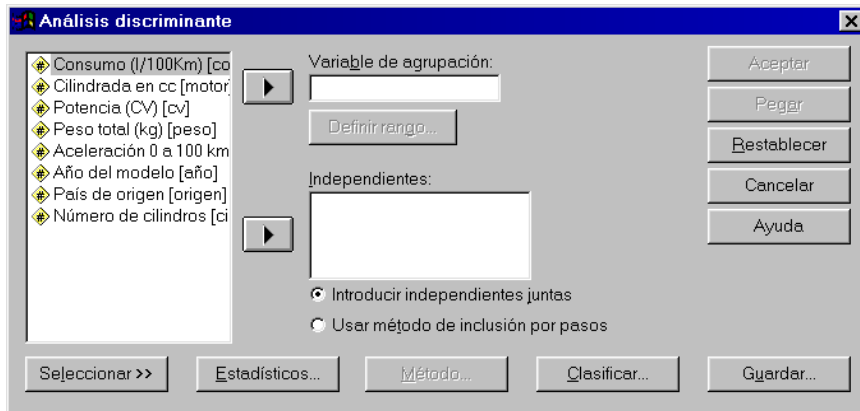 Análisis discriminante
Consumo (l/100Km) [co
Cilindrada en cc [motor]
Potencia (CV) [cv]
Peso total (kg) [peso]
Aceleración 0 a 100 km
Año del modelo [año]
País de origen [origen]
Número de cilindros [ci
Variable de agrupación:
Definir rango...
Independientes:
Introducir independientes juntas
Usar método de inclusión por pasos
Aceptar
Pegar
Restablecer
Cancelar
Ayuda
Seleccionar >>
Estadísticos...
Método...
Clasificar...
Guardar...